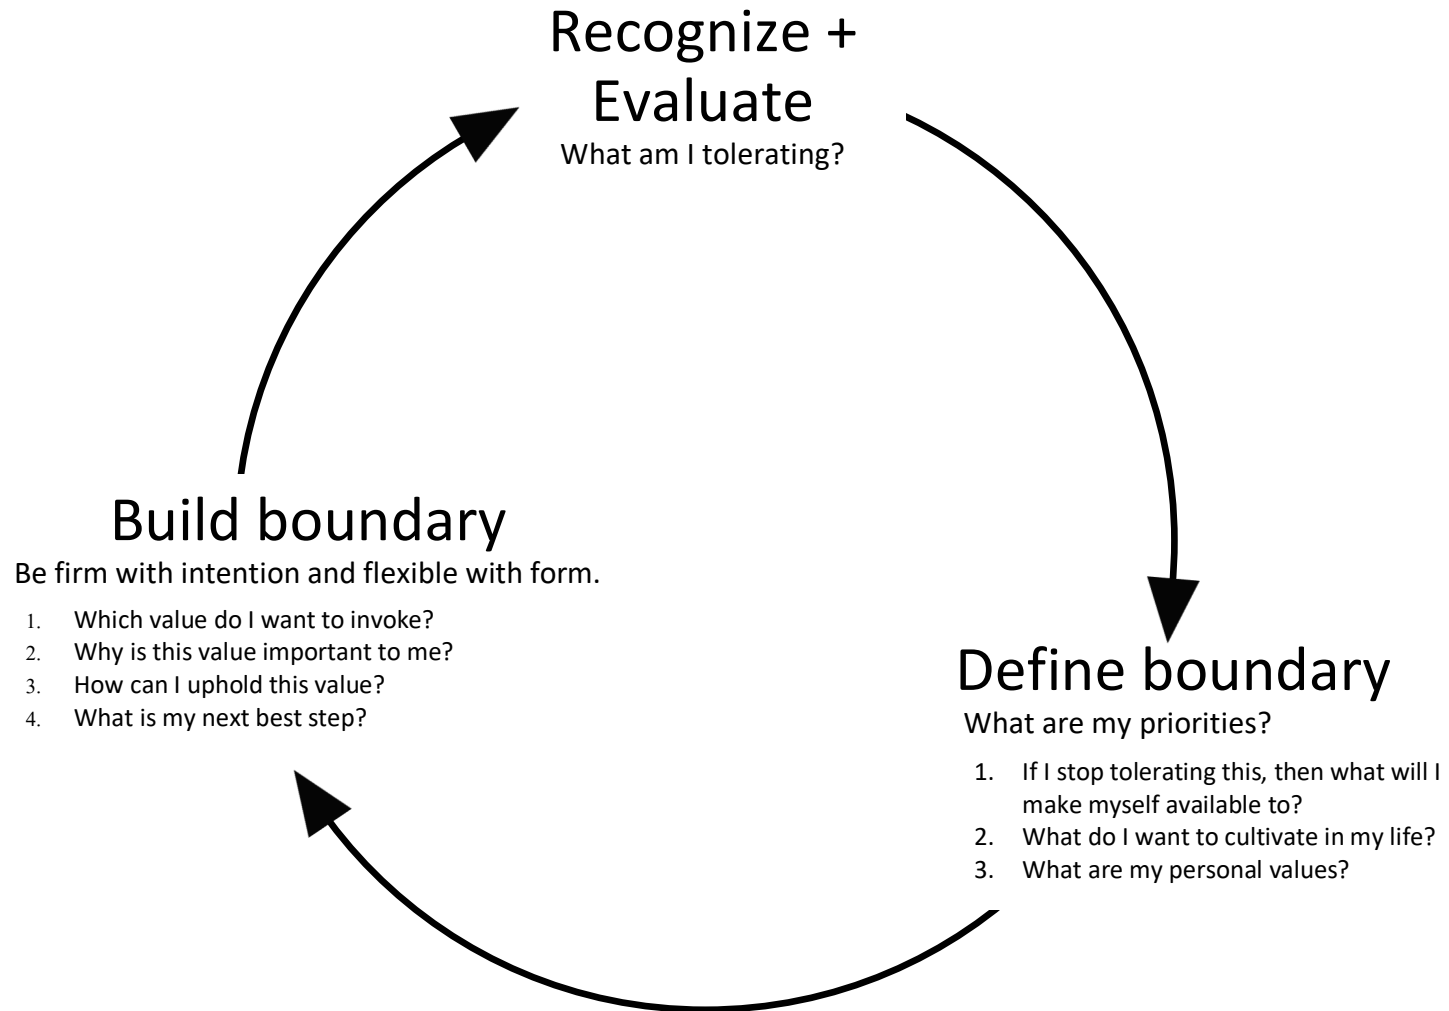 Recognize +
Evaluate
What am I tolerating?
Define boundary
What are my priorities?
1. If I stop tolerating this, then what will I
make myself available to?
2. What do I want to cultivate in my life?
3. What are my personal values?
Build boundary
Be firm with intention and flexible with form.
1. Which value do I want to invoke?
2. Why is this value important to me?
3. How can I uphold this value?
4. What is my next best step?